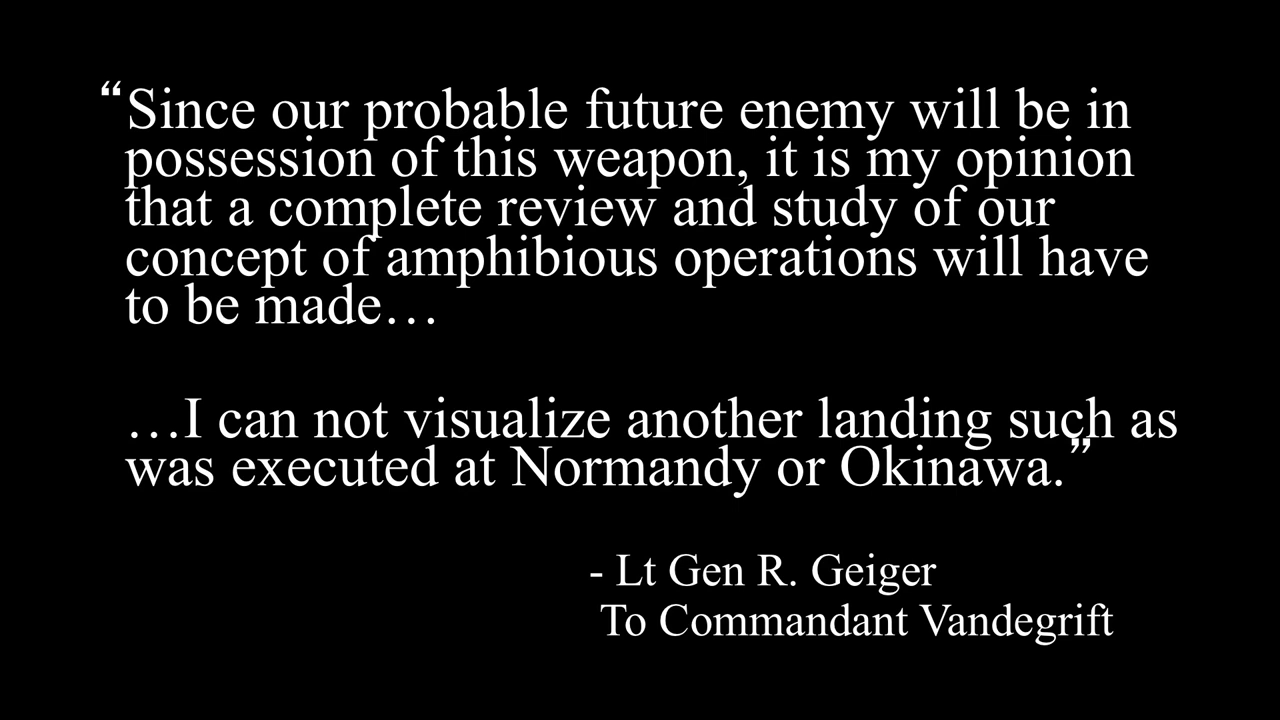 “Since our probable future enemy will be in
possession of this weapon, it is my opinion
that a complete review and study of our
concept of amphibious operations will have
to be made…
…I can not visualize another landing such as
was executed at Normandy or Okinawa.”
- Lt Gen R. Geiger
To Commandant Vandegrift